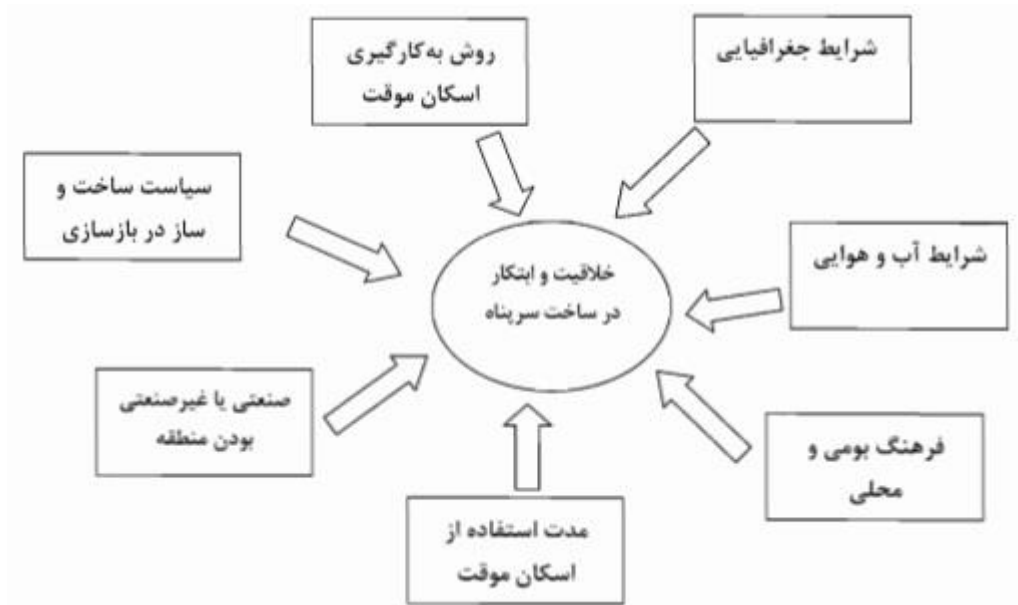 شرایط جغرافیایی
روش به‌کارگیری
اسکان موقت
سیاست ساخت و
ساز در بازسازی
خلاقیت و ابتکار
در ساخت سرپناه
شرایط آب و هوایی
صنعتی یا غیرصنعتی
بودن منطقه
فرهنگ بومی و
محلی
مدت استفاده از
اسکان موقت